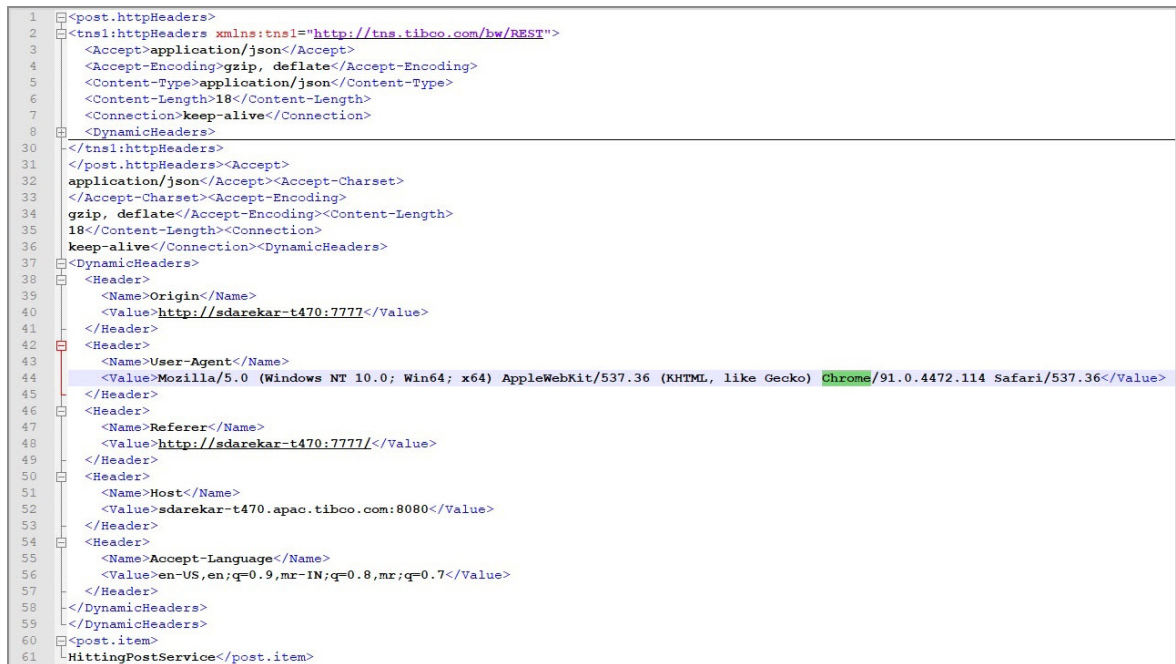 1 <post.httpHeaders>
2 <tns1:httpHeaders xmlns:tns1="http://tns.tibco.com/bw/REST">
3 <Accept>application/json</Accept>
4 <Accept-Encoding>gzip, deflate</Accept-Encoding>
5 <Content-Type>application/json</Content-Type>
6 <Content-Length>18</Content-Length>
7 <Connection>keep-alive</Connection>
8 <DynamicHeaders>
30 </tns1:httpHeaders>
31 </post.httpHeaders><Accept>
32 application/json</Accept><Accept-Charset>
33 </Accept-Charset><Accept-Encoding>
34 gzip, deflate</Accept-Encoding><Content-Length>
35 18</Content-Length><Connection>
36 keep-alive</Connection><DynamicHeaders>
37 <DynamicHeaders>
38 <Header>
39 <Name>Origin</Name>
40 <Value>http://sdarekar-t470:7777</Value>
41 </Header>
42 <Header>
43 <Name>User-Agent</Name>
44 <Value>Mozilla/5.0 (Windows NT 10.0; Win64; x64) AppleWebKit/537.36 (KHTML, like Gecko) Chrome/91.0.4472.114 Safari/537.36</Value>
45 </Header>
46 <Header>
47 <Name>Referer</Name>
48 <Value>http://sdarekar-t470:7777/</Value>
49 </Header>
50 <Header>
51 <Name>Host</Name>
52 <Value>sdarekar-t470.apac.tibco.com:8080</Value>
53 </Header>
54 <Header>
55 <Name>Accept-Language</Name>
56 <Value>en-US,en;q=0.9,mr-IN;q=0.8,mr;q=0.7</Value>
57 </Header>
58 </DynamicHeaders>
59 </DynamicHeaders>
60 <post.item>
61 HittingPostService</post.item>